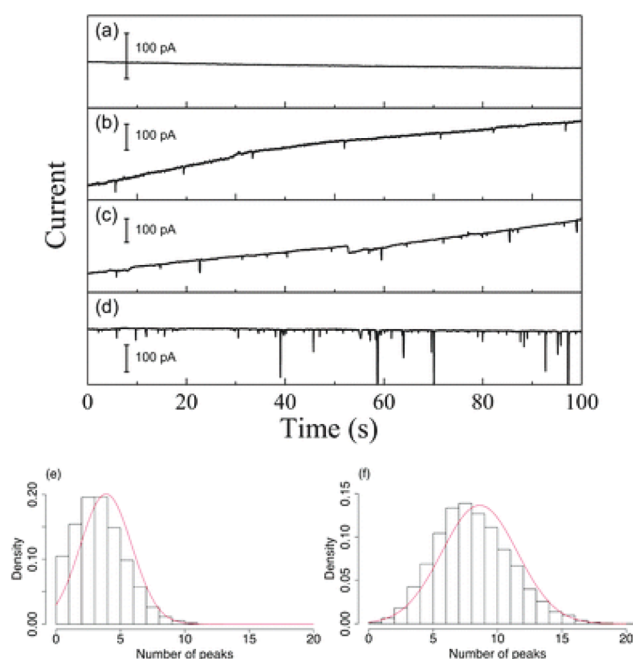 (a)
100 pA
(b)
100 pA
(c)
100 pA
(d)
100 pA
Current
0 20 40 60 80 100
Time (s)
(e)
0.20
0.10
0.00
Density
0 5 10 15 20
Number of peaks
(f)
0.15
0.10
0.05
0.00
Density
0 5 10 15 20
Number of peaks